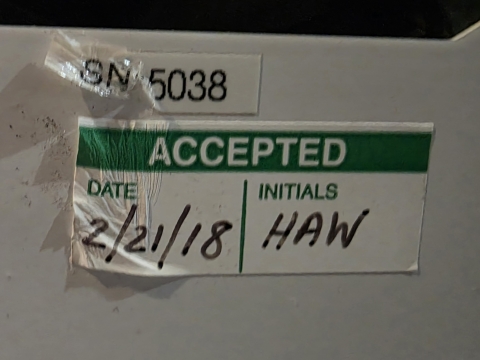 SN 5038
ACCEPTED
DATE INITIALS
2/21/18 HAW